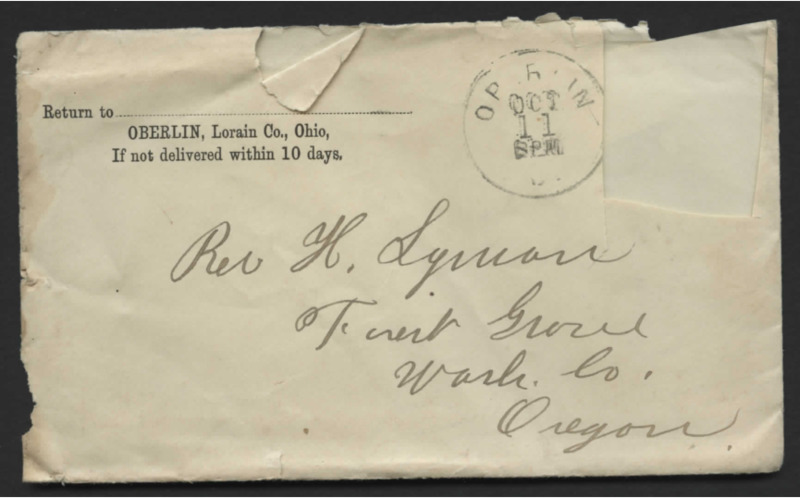 Return to
OBERLIN, Lorain Co., Ohio,
If not delivered within 10 days.
OCT
11
Rev H. Lyman
Forest Grove
Wash. Co.
Oregon